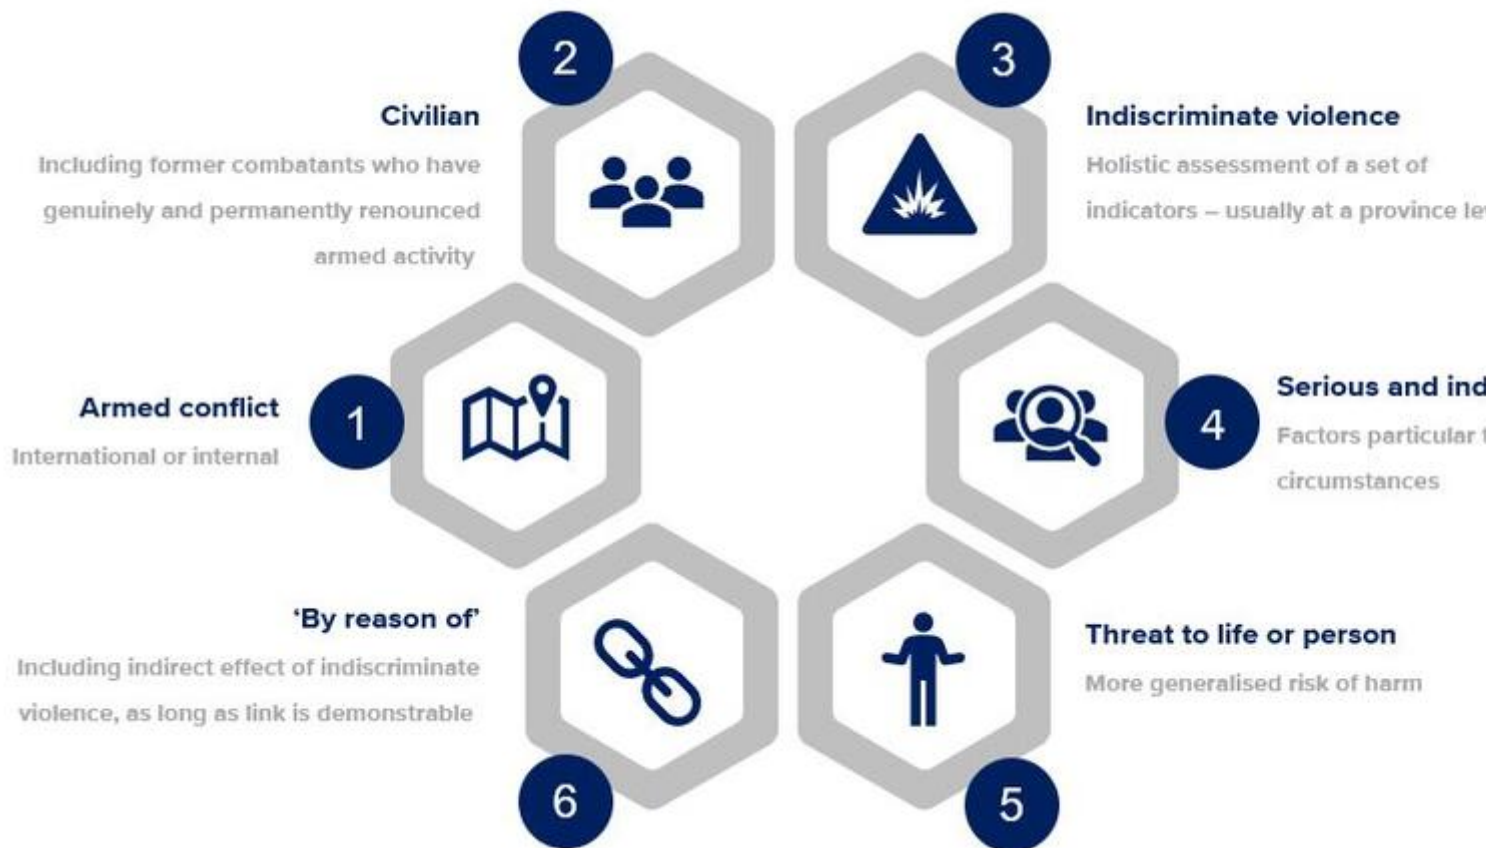 1
Armed conflict
International or internal
2
Civilian
Including former combatants who have
genuinely and permanently renounced
armed activity
3
Indiscriminate violence
Holistic assessment of a set of
indicators – usually at a province
4
Serious and
Factors particular
circumstances
5
Threat to life or person
More generalised risk of harm
6
‘By reason of’
Including indirect effect of indiscriminate
violence, as long as link is demonstrable